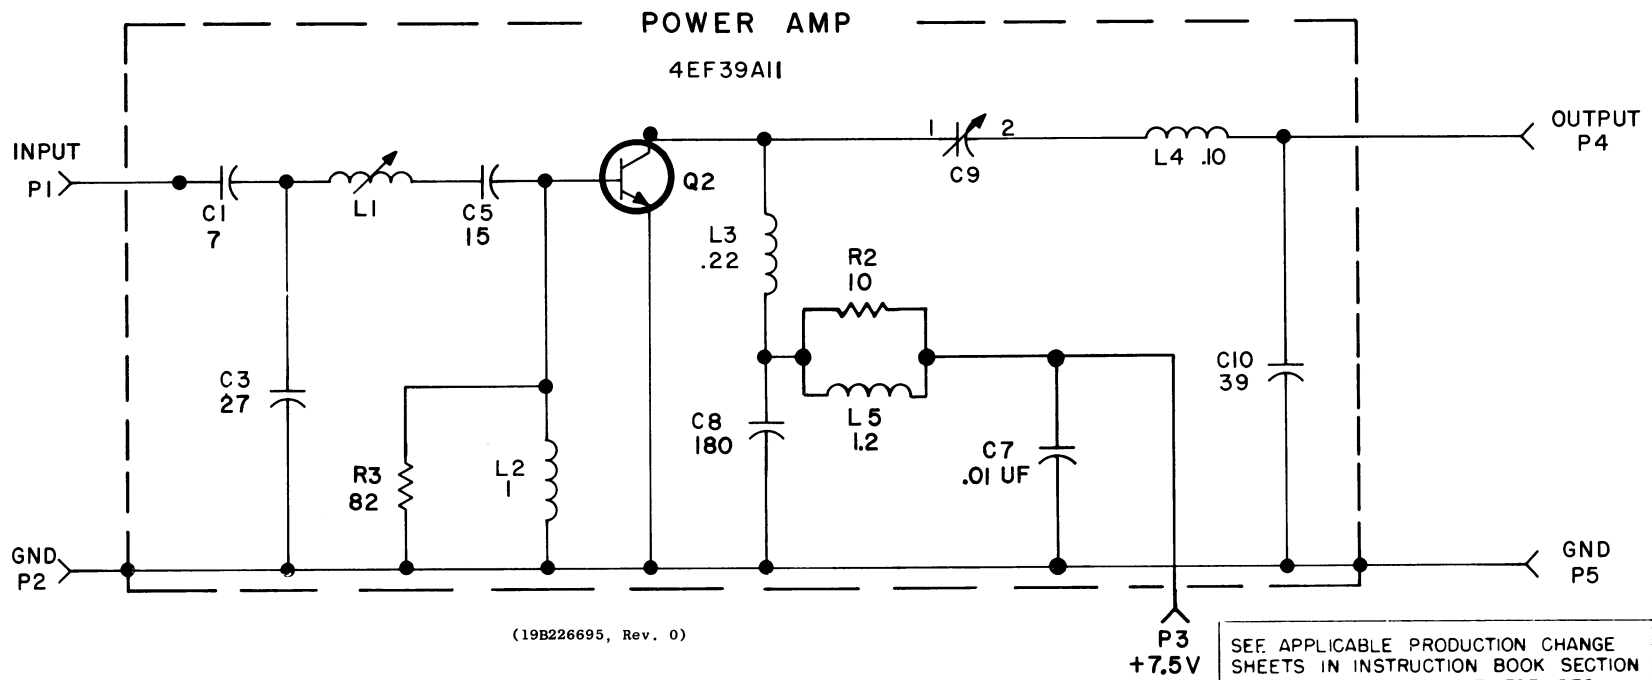 POWER AMP
4EF39A11
INPUT
P1
C1
7
L1
C5
15
Q2
1
2
C9
L4 .10
OUTPUT
P4
L3
.22
R2
10
L5
1.2
C3
27
R3
82
L2
1
C8
180
C7
.01 UF
C10
39
GND
P2
GND
P5
(19B226695, Rev. 0)
P3
+7.5V
SEE APPLICABLE PRODUCTION CHANGE
SHEETS IN INSTRUCTION BOOK SECTION